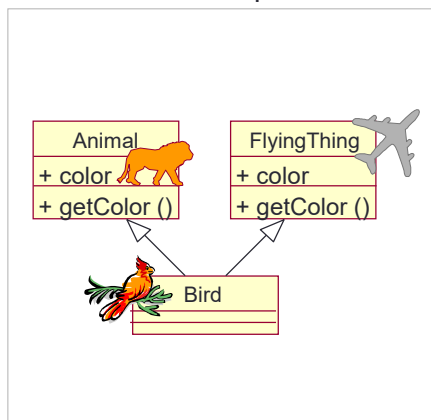 Animal
+ color
+ getColor ()
FlyingThing
+ color
+ getColor ()
Bird